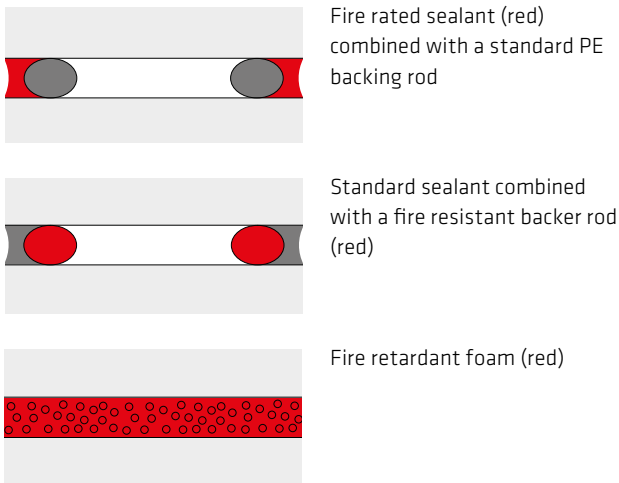 Fire rated sealant (red)
combined with a standard PE
backing rod
Standard sealant combined
with a fire resistant backer rod
(red)
Fire retardant foam (red)